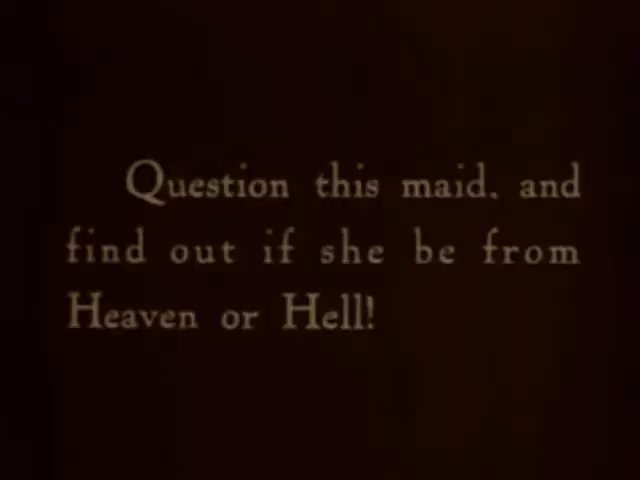 Question this maid, and
find out if she be from
Heaven or Hell!